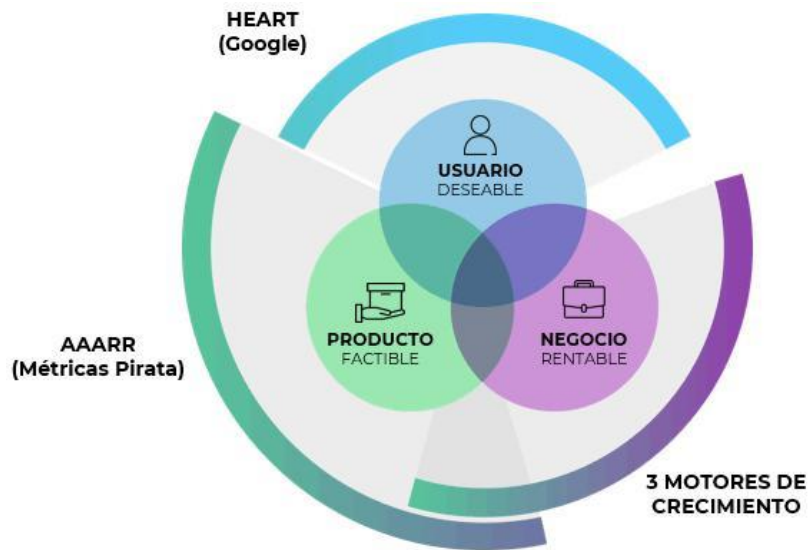 HEART
(Google)
USUARIO
DESEABLE
PRODUCTO
FACTIBLE
NEGOCIO
RENTABLE
AAARR
(Métricas Pirata)
3 MOTORES DE
CRECIMIENTO